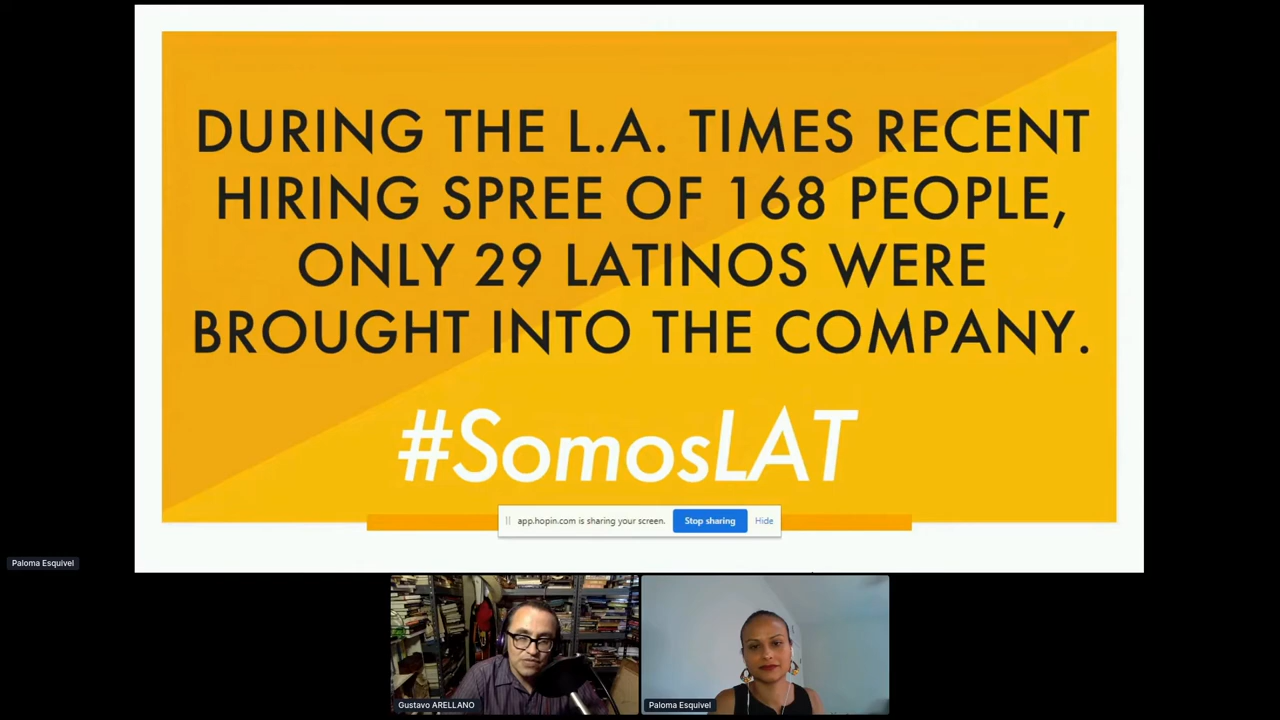 DURING THE L.A. TIMES RECENT
HIRING SPREE OF 168 PEOPLE,
ONLY 29 LATINOS WERE
BROUGHT INTO THE COMPANY.
#SomosLAT
app.hopin.com is sharing your screen.
Stop sharing
Hide
Paloma Esquivel
Gustavo ARELLANO
Paloma Esquivel